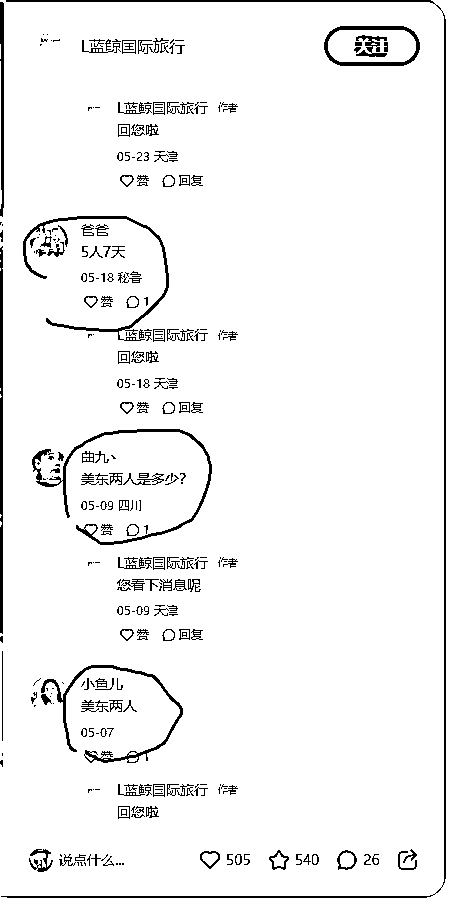 L蓝鲸国际旅行
关注
L蓝鲸国际旅行 作者
回您啦
05-23 天津
赞 回复
爸爸
5人7天
05-18 秘鲁
赞 1
L蓝鲸国际旅行 作者
回您啦
05-18 天津
赞 回复
曲九丶
美东两人是多少?
05-09 四川
赞 1
L蓝鲸国际旅行 作者
您看下消息呢
05-09 天津
赞 回复
小鱼儿
美东两人
05-07
赞 1
L蓝鲸国际旅行 作者
回您啦
说点什么... 505 540 26